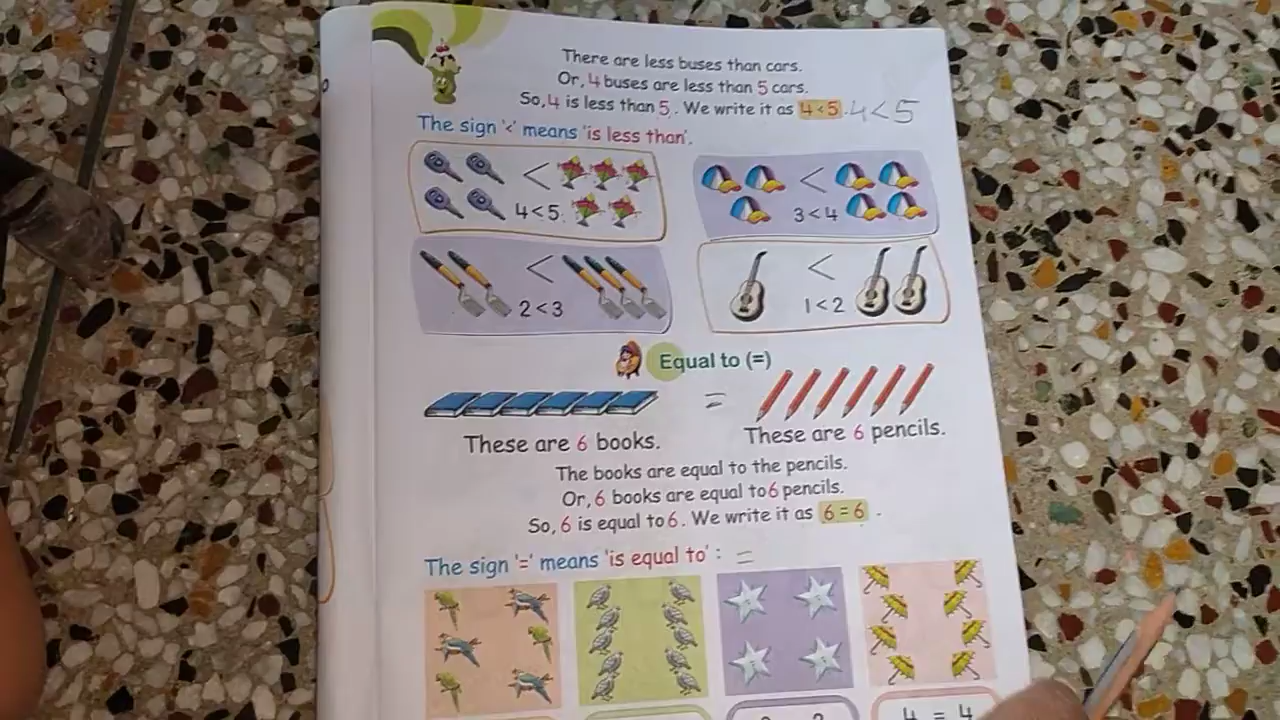 There are less buses than cars.
Or, 4 buses are less than 5 cars.
So, 4 is less than 5. We write it as 4 < 5. 4 < 5
The sign '<' means 'is less than'.
< <
4 < 5. 3 < 4
< <
2 < 3 1 < 2
Equal to (=)
=
These are 6 books. These are 6 pencils.
The books are equal to the pencils.
Or, 6 books are equal to 6 pencils.
So, 6 is equal to 6. We write it as 6 = 6.
The sign '=' means 'is equal to' : =
4 = 4